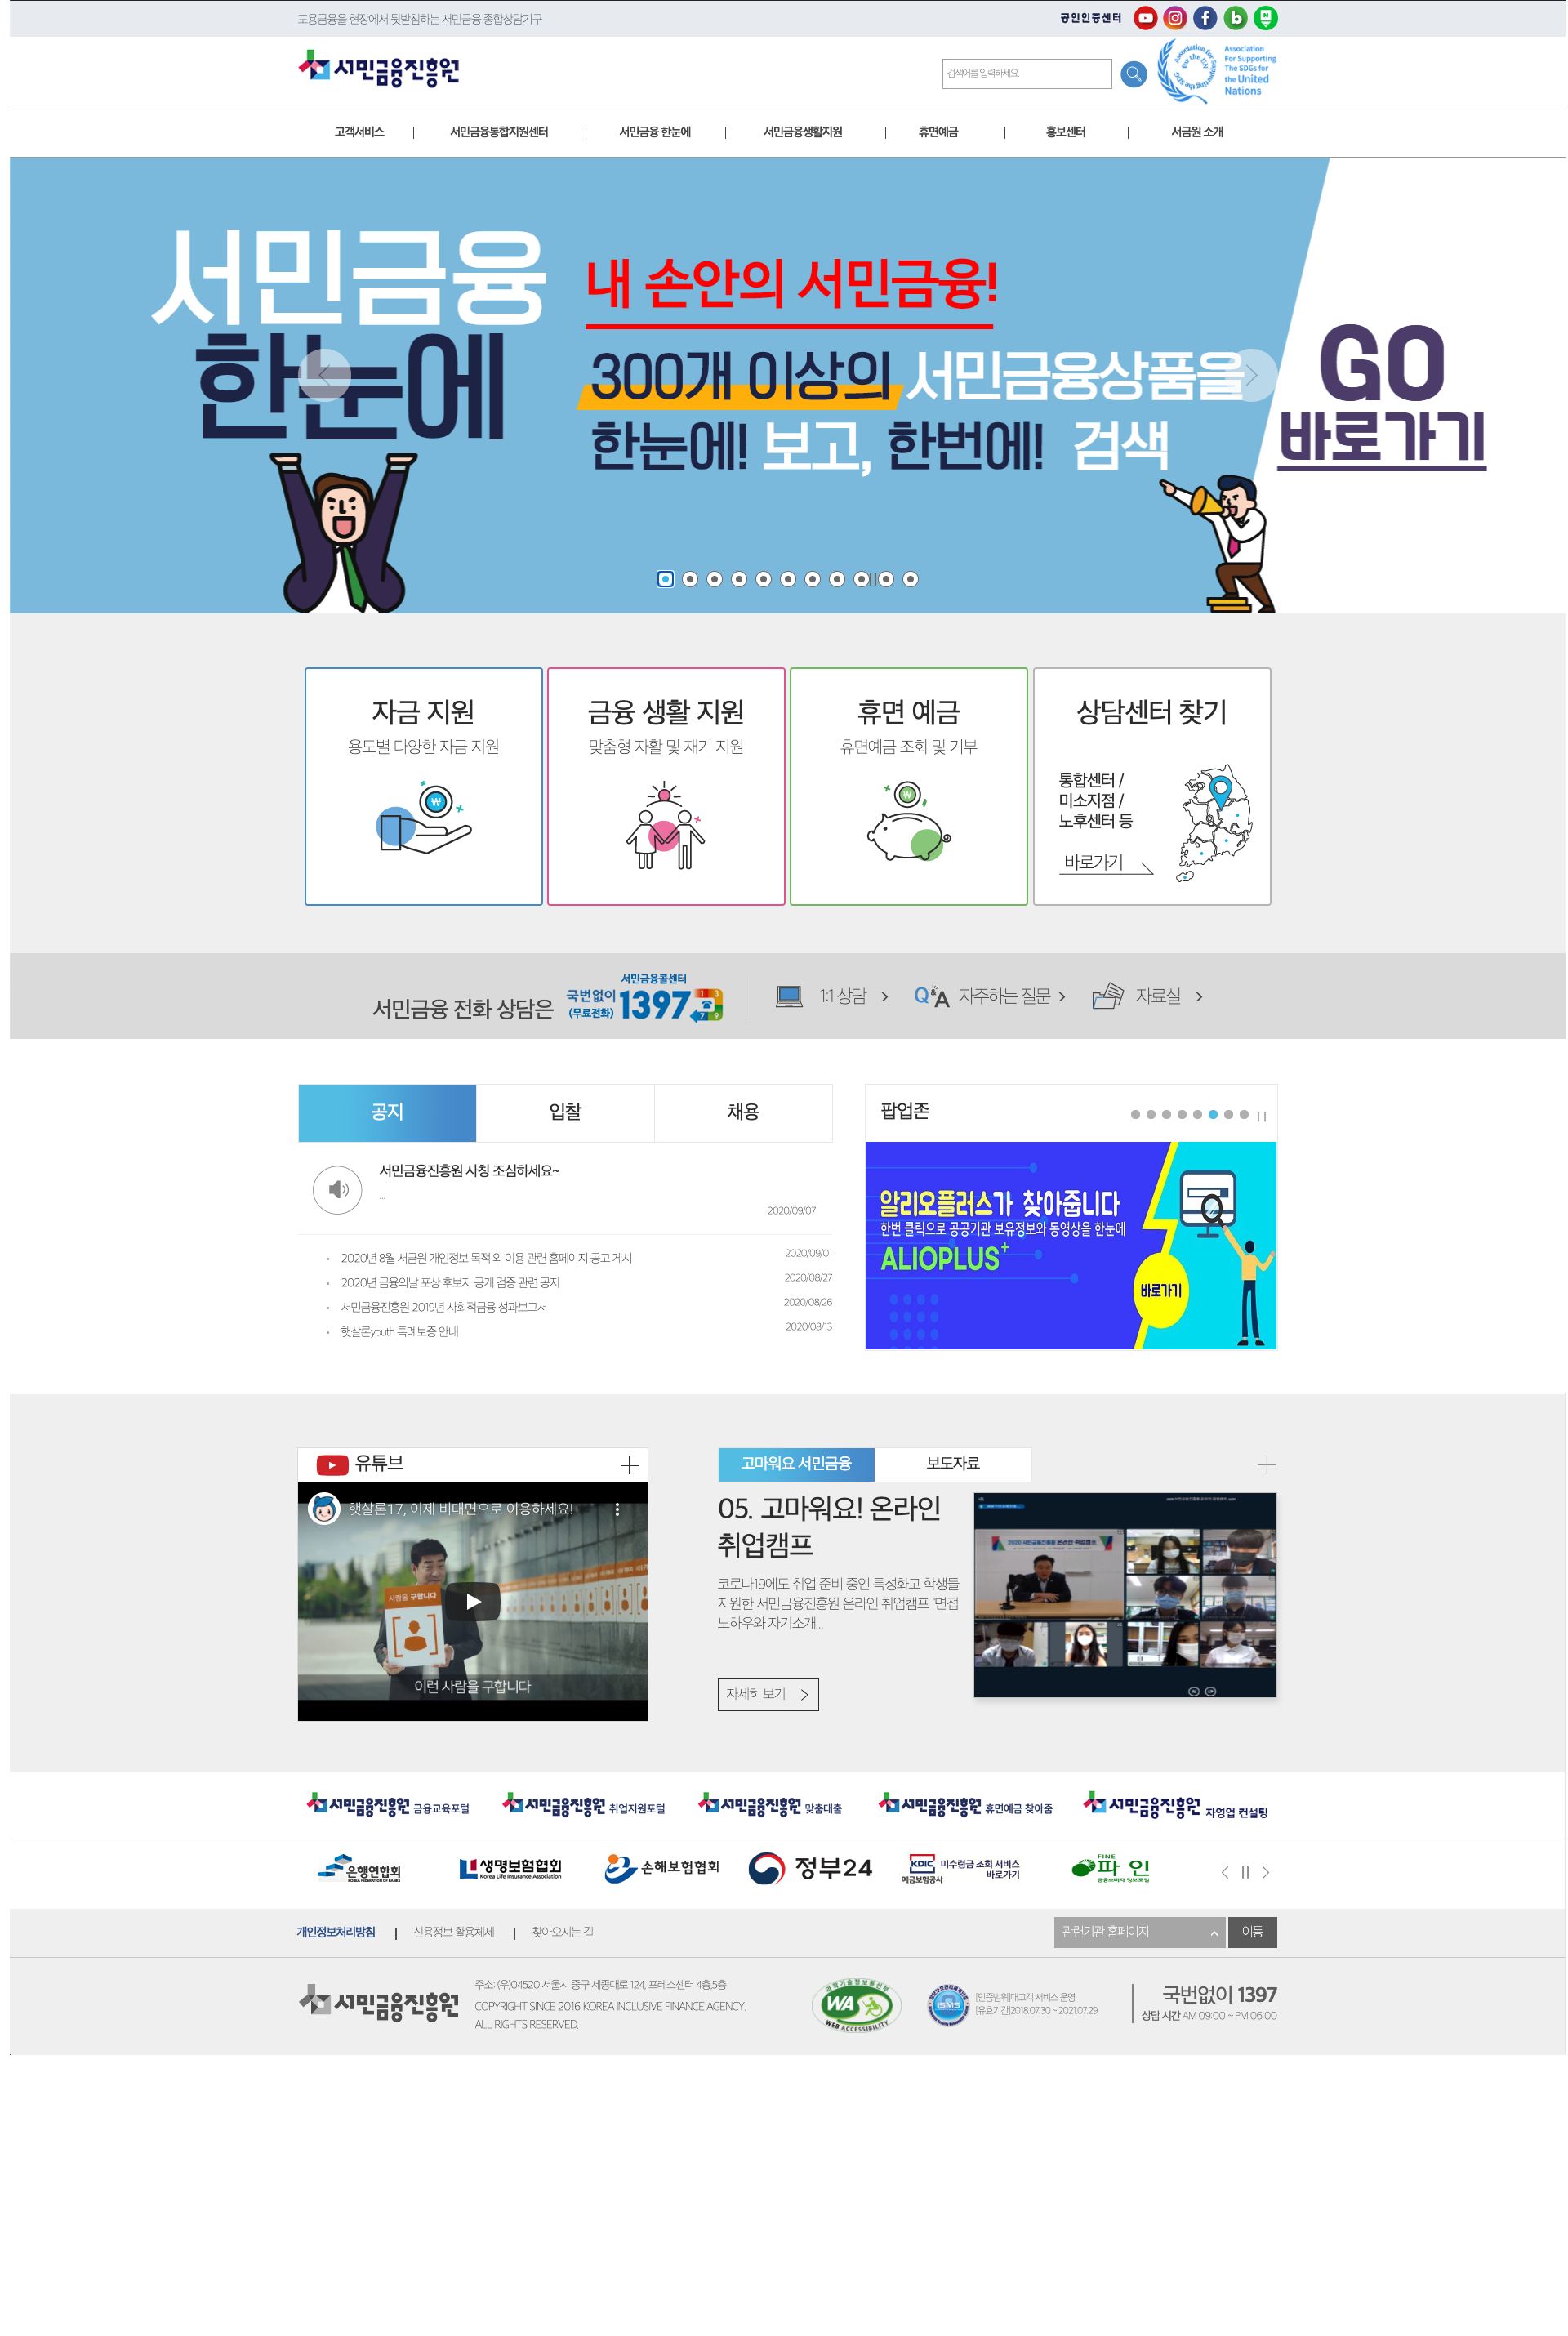 포용금융을 현장에서 뒷받침하는 서민금융 종합상담기구
공인인증센터
서민금융진흥원
검색어를 입력하세요.
Association
For Supporting
The SDGs for
the United
Nations
고객서비스
서민금융통합지원센터
서민금융 한눈에
서민금융생활지원
휴면예금
홍보센터
서금원 소개
서민금융
한눈에
내 손안의 서민금융!
300개 이상의 서민금융상품을
한눈에! 보고, 한번에! 검색
GO
바로가기
자금 지원
용도별 다양한 자금 지원
금융 생활 지원
맞춤형 자활 및 재기 지원
휴면 예금
휴면예금 조회 및 기부
상담센터 찾기
통합센터 /
미소지점 /
노후센터 등
바로가기
서민금융 전화 상담은
서민금융콜센터
국번없이
(무료전화)
1397
1:1 상담
Q&A 자주하는 질문
자료실
공지
입찰
채용
서민금융진흥원 사칭 조심하세요~
...
2020/09/07
2020년 8월 서금원 개인정보 목적 외 이용 관련 홈페이지 공고 게시
2020/09/01
2020년 금융의날 포상 후보자 공개 검증 관련 공지
2020/08/27
서민금융진흥원 2019년 사회적금융 성과보고서
2020/08/26
햇살론youth 특례보증 안내
2020/08/13
팝업존
알리오플러스가 찾아줍니다
한번 클릭으로 공공기관 보유정보와 동영상을 한눈에
ALIOPLUS+
바로가기
유튜브
햇살론17, 이제 비대면으로 이용하세요!
사람을 구합니다
이런 사람을 구합니다
고마워요 서민금융
보도자료
05. 고마워요! 온라인
취업캠프
코로나19에도 취업 준비 중인 특성화고 학생들
지원한 서민금융진흥원 온라인 취업캠프 "면접
노하우와 자기소개...
자세히 보기
2020 서민금융진흥원 온라인 취업캠프
서민금융진흥원 금융교육포털
서민금융진흥원 취업지원포털
서민금융진흥원 맞춤대출
서민금융진흥원 휴면예금 찾아줌
서민금융진흥원 자영업 컨설팅
은행연합회
KOREA FEDERATION OF BANKS
생명보험협회
Korea Life Insurance Association
손해보험협회
정부24
KDIC
예금보험공사
미수령금 조회 서비스
바로가기
FINE
파인
금융소비자 정보포털
개인정보처리방침
신용정보 활용체제
찾아오시는 길
관련기관 홈페이지
이동
서민금융진흥원
주소: (우)04520 서울시 중구 세종대로 124, 프레스센터 4층,5층
COPYRIGHT SINCE 2016 KOREA INCLUSIVE FINANCE AGENCY.
ALL RIGHTS RESERVED.
과학기술정보통신부
WA
WEB ACCESSIBILITY
ISMS
[인증범위]대고객 서비스 운영
[유효기간]2018.07.30 ~ 2021.07.29
국번없이 1397
상담 시간 AM 09:00 ~ PM 06:00